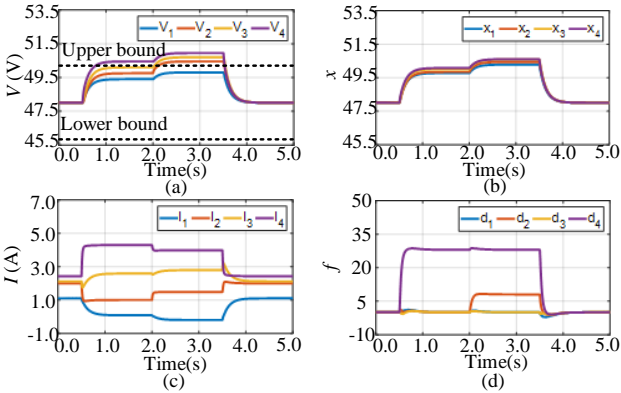 53.5
51.5
49.5
47.5
45.5
V (V)
V₁ V₂ V₃ V₄
Upper bound
Lower bound
0.0 1.0 2.0 3.0 4.0 5.0
Time(s)
(a)
53.5
51.5
49.5
47.5
45.5
x
x₁ x₂ x₃ x₄
0.0 1.0 2.0 3.0 4.0 5.0
Time(s)
(b)
7.0
5.0
3.0
1.0
-1.0
I (A)
I₁ I₂ I₃ I₄
0.0 1.0 2.0 3.0 4.0 5.0
Time(s)
(c)
50
35
20
5
-10
f
d₁ d₂ d₃ d₄
0.0 1.0 2.0 3.0 4.0 5.0
Time(s)
(d)